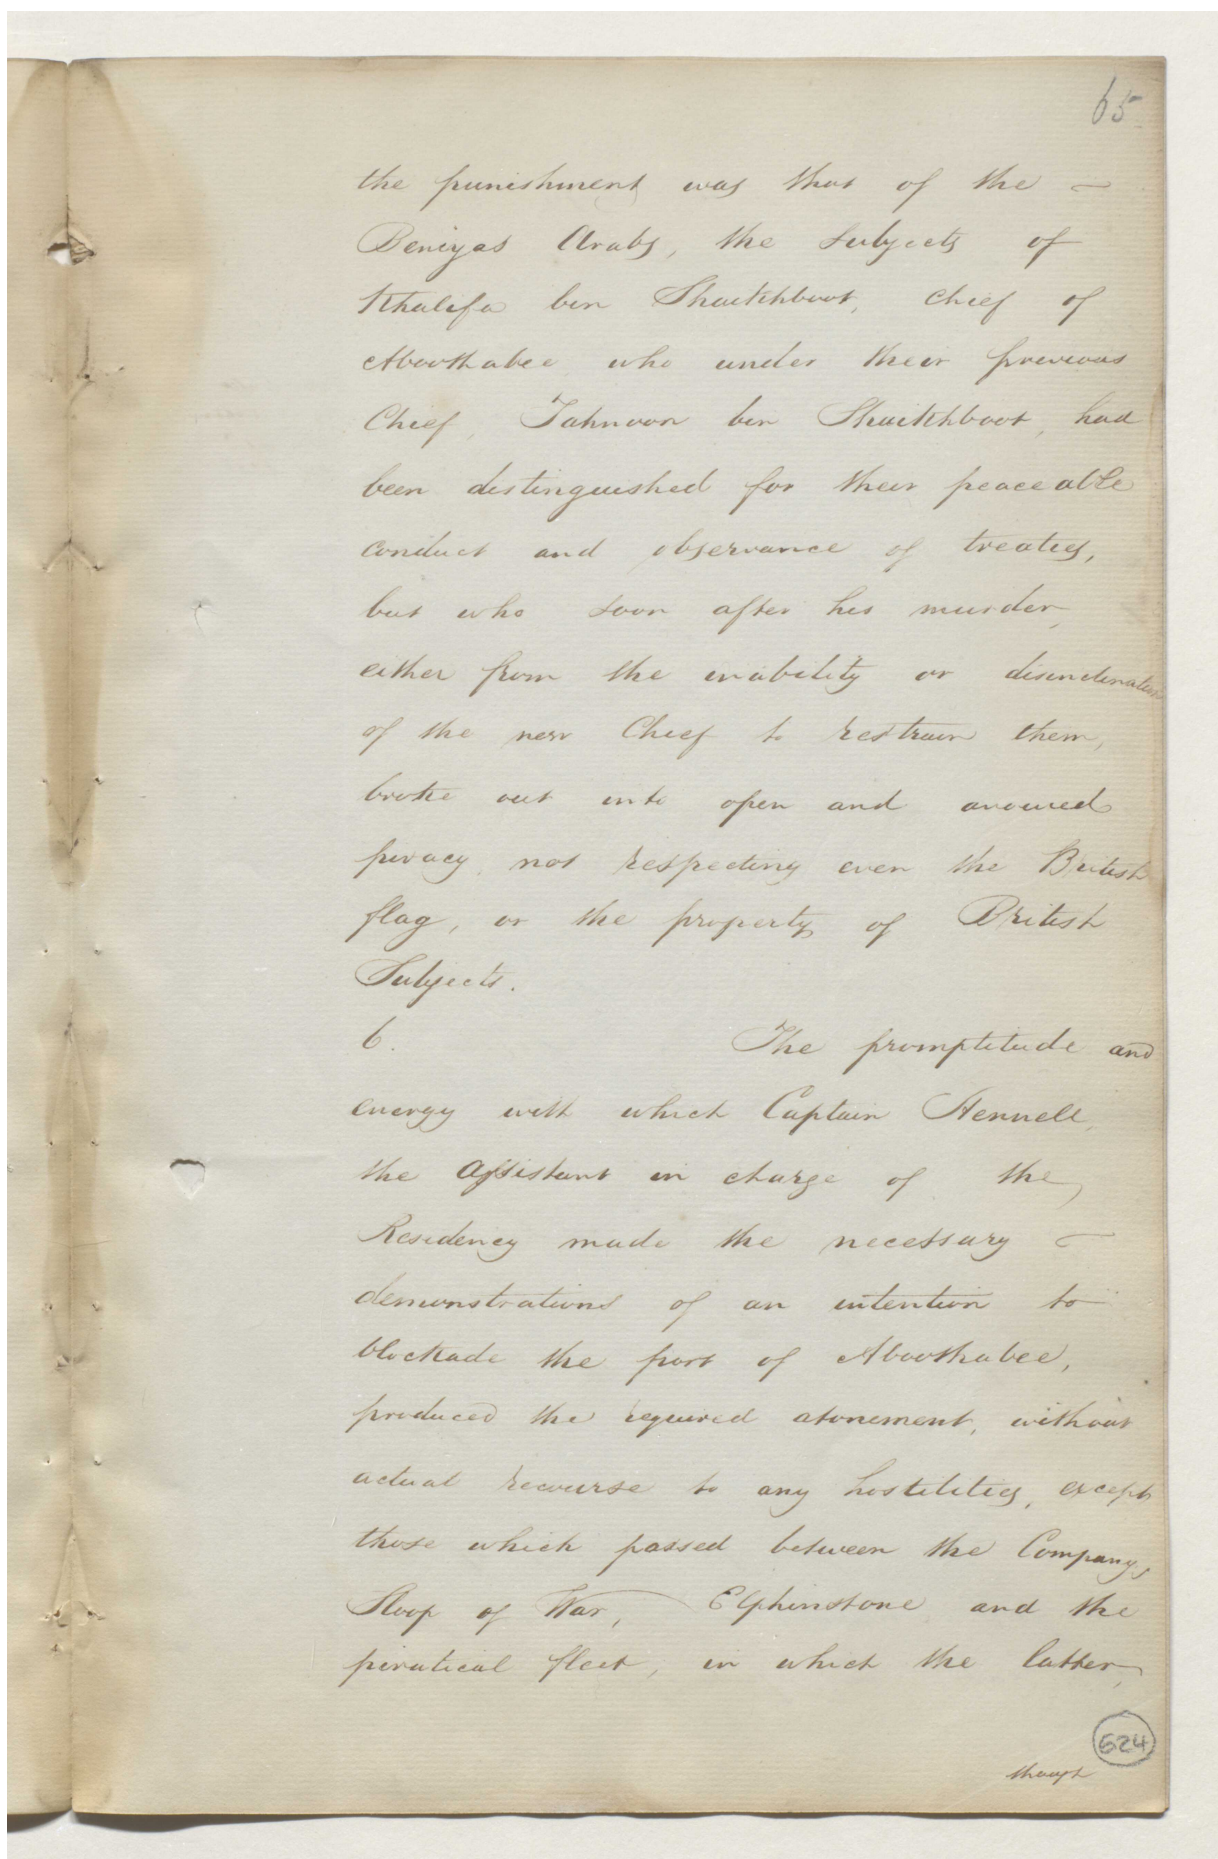 65
the punishment was that of the
Beniyas Arabs, the subjects of
Khalifa bin Shaikhboot, Chief of
Aboothabee who under their previous
Chief, Tahnoon bin Shaikhboot, had
been distinguished for their peaceable
conduct and observance of treaties,
but who soon after his murder,
either from the inability or disinclination
of the new Chief to restrain them,
broke out into open and avowed
piracy, not respecting even the British
flag, or the property of British
Subjects.
6. The promptitude and
energy with which Captain Hennell,
the Assistant in charge of the
Residency made the necessary
demonstrations of an intention to
blockade the port of Aboothabee,
produced the required atonement, without
actual recourse to any hostilities, except
those which passed between the Companys
Sloop of War, Elphinstone and the
piratical fleet, in which the latter,
624
though